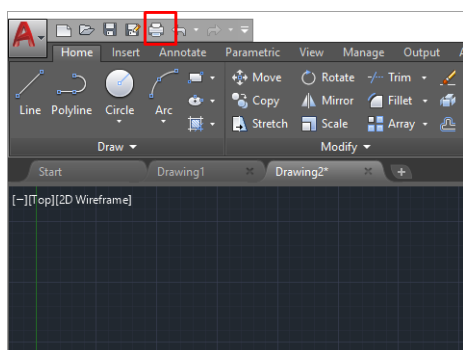 A
Home Insert Annotate Parametric View Manage Output A
Line Polyline Circle Arc
Move Rotate Trim
Copy Mirror Fillet
Stretch Scale Array
Draw Modify
Start Drawing1 Drawing2* +
[−][Top][2D Wireframe]